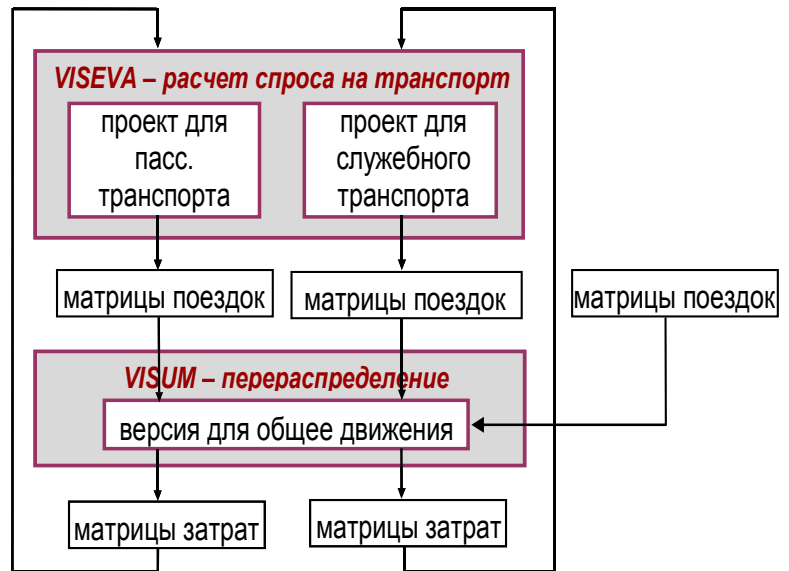 VISEVA – расчет спроса на транспорт
проект для
пасс.
транспорта
проект для
служебного
транспорта
матрицы поездок
матрицы поездок
матрицы поездок
VISUM – перераспределение
версия для общее движения
матрицы затрат
матрицы затрат